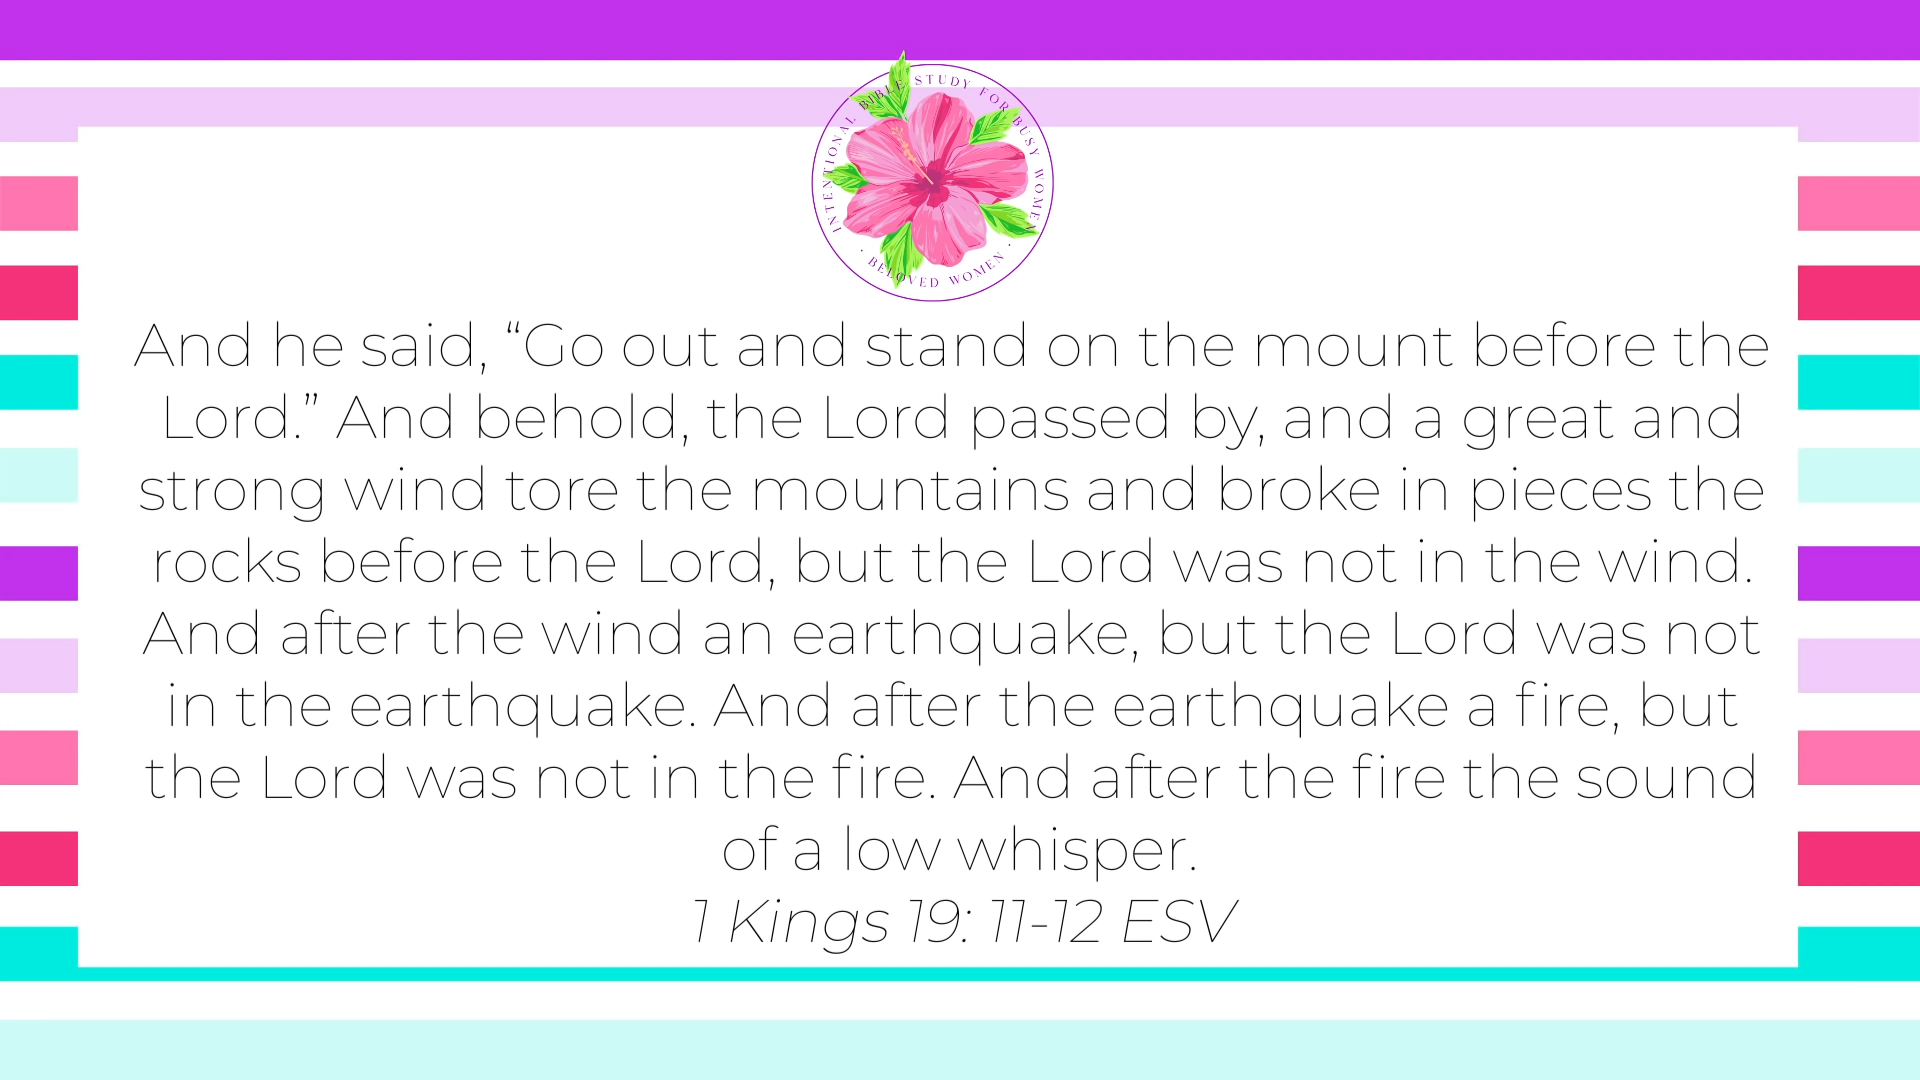 INTENTIONAL BIBLE STUDY FOR BUSY WOMEN
· BELOVED WOMEN ·
And he said, “Go out and stand on the mount before the
Lord.” And behold, the Lord passed by, and a great and
strong wind tore the mountains and broke in pieces the
rocks before the Lord, but the Lord was not in the wind.
And after the wind an earthquake, but the Lord was not
in the earthquake. And after the earthquake a fire, but
the Lord was not in the fire. And after the fire the sound
of a low whisper.
1 Kings 19: 11-12 ESV